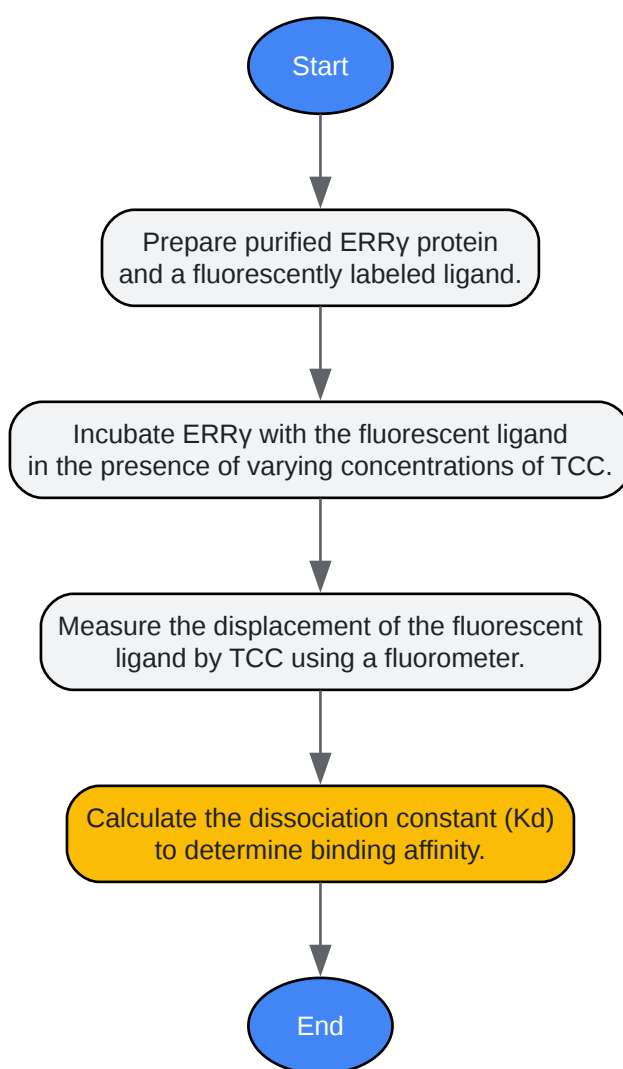 Start
Prepare purified ERRγ protein
and a fluorescently labeled ligand.
Incubate ERRγ with the fluorescent ligand
in the presence of varying concentrations of TCC.
Measure the displacement of the fluorescent
ligand by TCC using a fluorometer.
Calculate the dissociation constant (Kd)
to determine binding affinity.
End